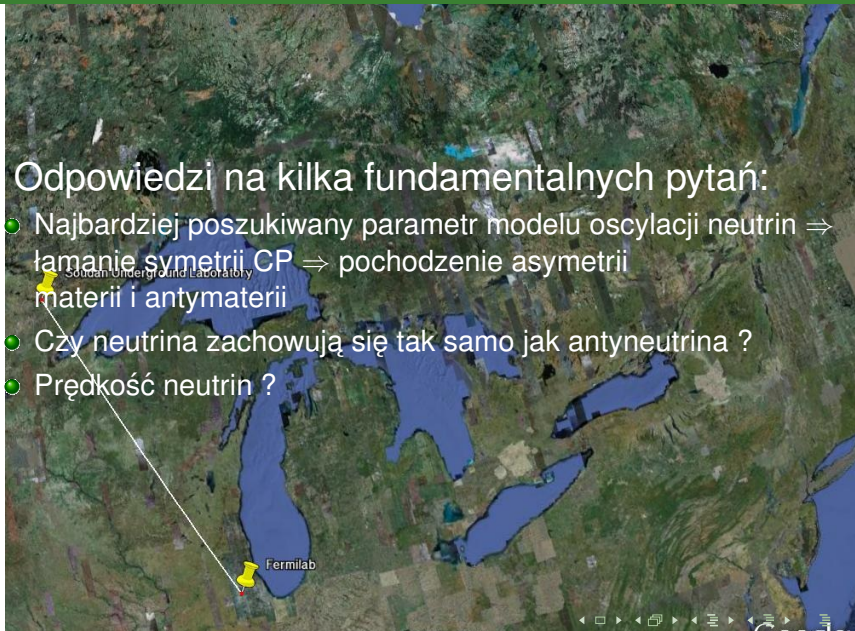 Odpowiedzi na kilka fundamentalnych pytań:
Najbardziej poszukiwany parametr modelu oscylacji neutrin ⇒
łamanie symetrii CP ⇒ pochodzenie asymetrii
Soudan Underground Laboratory
materii i antymaterii
Czy neutrina zachowują się tak samo jak antyneutrina ?
Prędkość neutrin ?
Fermilab